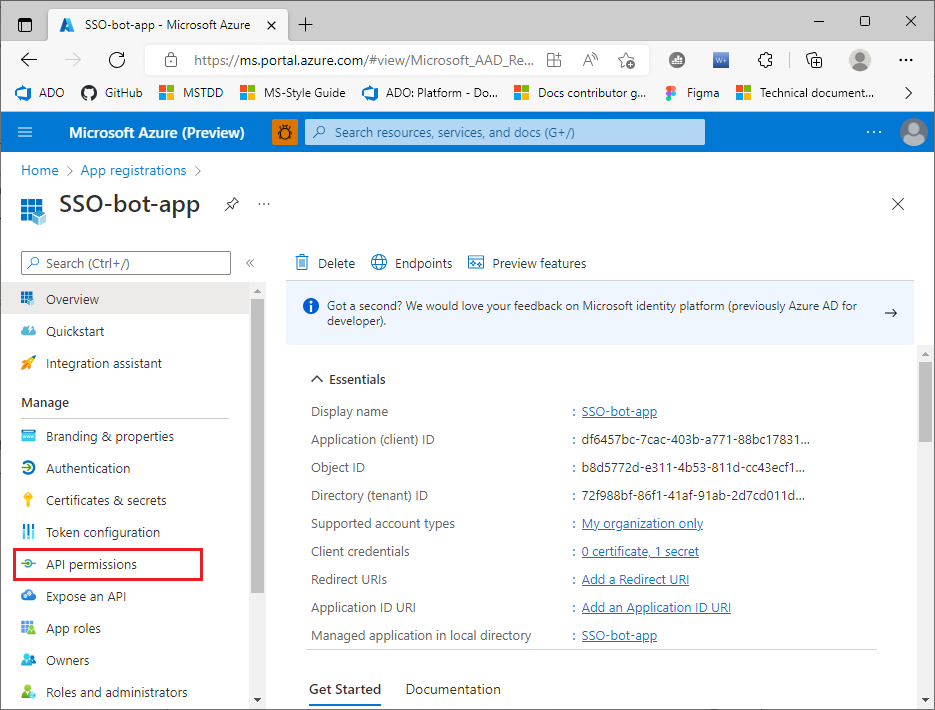 SSO-bot-app - Microsoft Azure
https://ms.portal.azure.com/#view/Microsoft_AAD_Re...
ADO
GitHub
MSTDD
MS-Style Guide
ADO: Platform - Do...
Docs contributor g...
Figma
Technical document...
Microsoft Azure (Preview)
Search resources, services, and docs (G+/)
Home > App registrations >
SSO-bot-app
Search (Ctrl+/)
Overview
Quickstart
Integration assistant
Manage
Branding & properties
Authentication
Certificates & secrets
Token configuration
API permissions
Expose an API
App roles
Owners
Roles and administrators
Delete
Endpoints
Preview features
Got a second? We would love your feedback on Microsoft identity platform (previously Azure AD for
developer).
Essentials
Display name : SSO-bot-app
Application (client) ID : df6457bc-7cac-403b-a771-88bc17831...
Object ID : b8d5772d-e311-4b53-811d-cc43ecf1...
Directory (tenant) ID : 72f988bf-86f1-41af-91ab-2d7cd011d...
Supported account types : My organization only
Client credentials : 0 certificate, 1 secret
Redirect URIs : Add a Redirect URI
Application ID URI : Add an Application ID URI
Managed application in local directory : SSO-bot-app
Get Started
Documentation